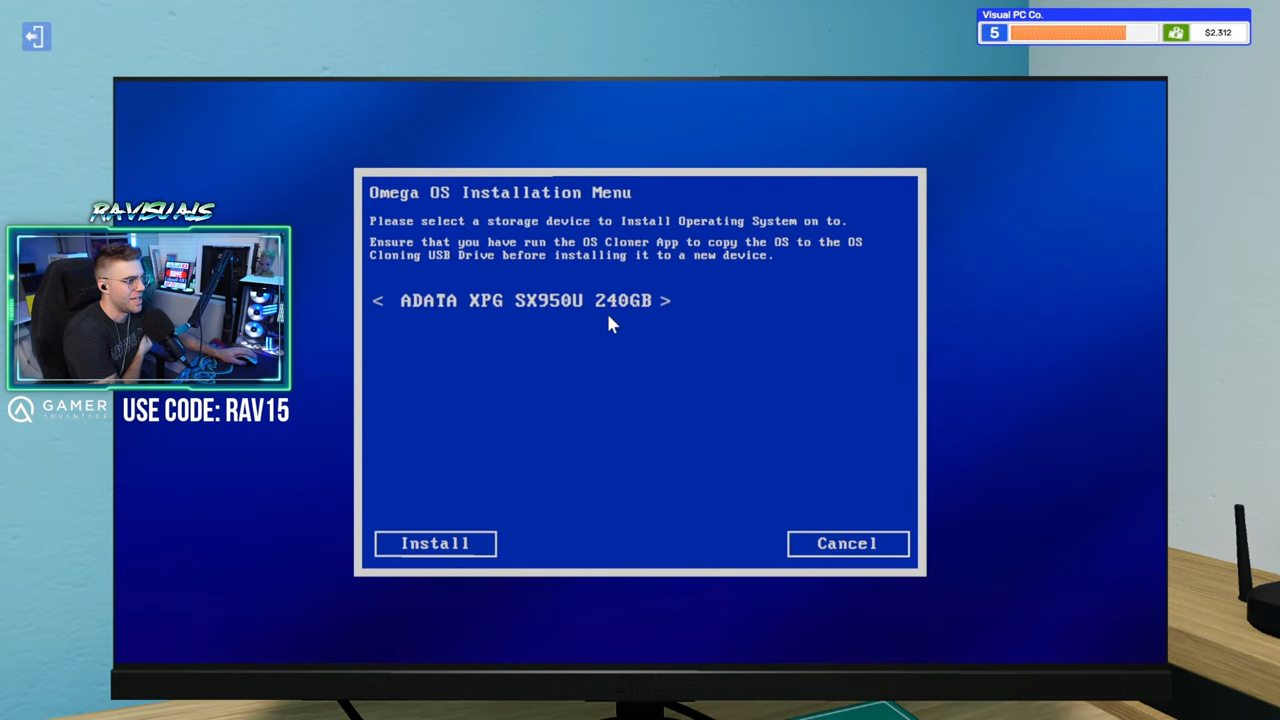 Visual PC Co.
5
$2,312
Omega OS Installation Menu
Please select a storage device to Install Operating System on to.
Ensure that you have run the OS Cloner App to copy the OS to the OS
Cloning USB Drive before installing it to a new device.
< ADATA XPG SX950U 240GB >
Install
Cancel
RAVISUALS
GAMER
ADVANTAGE
USE CODE: RAV15